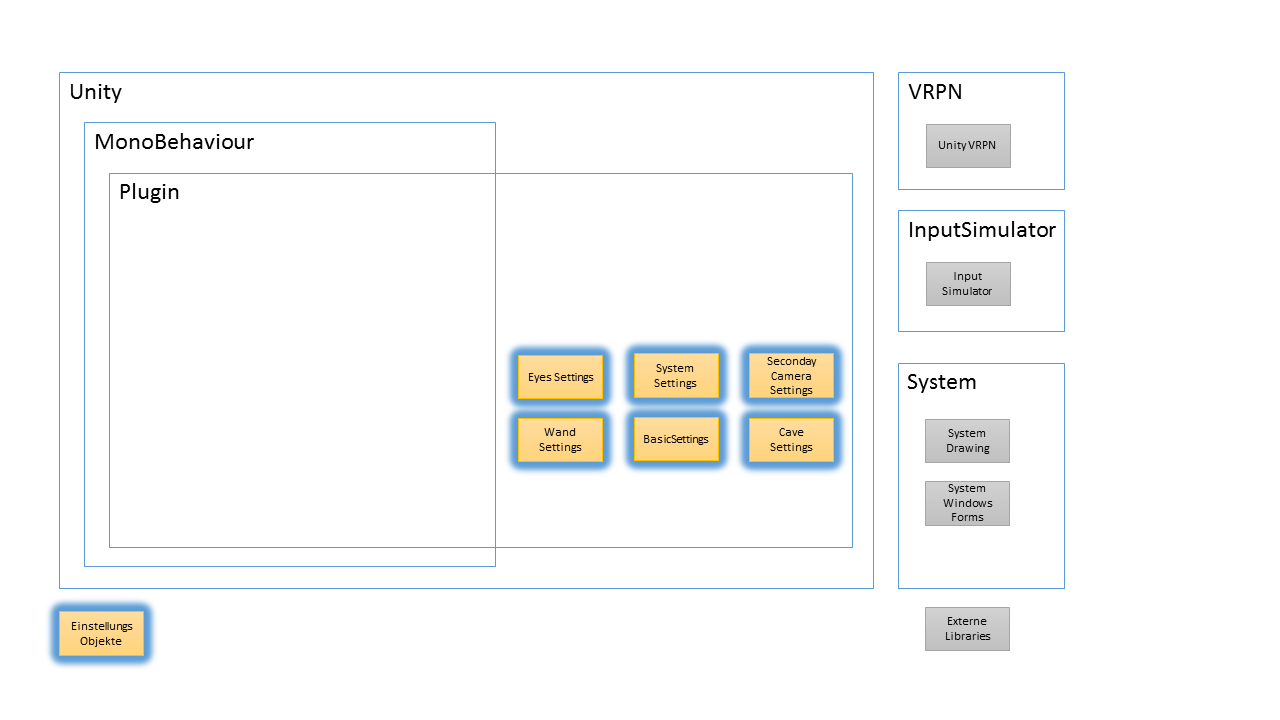 Unity
MonoBehaviour
Plugin
Eyes Settings
System
Settings
Seconday
Camera
Settings
Wand
Settings
BasicSettings
Cave
Settings
VRPN
Unity VRPN
InputSimulator
Input
Simulator
System
System
Drawing
System
Windows
Forms
Einstellungs
Objekte
Externe
Libraries